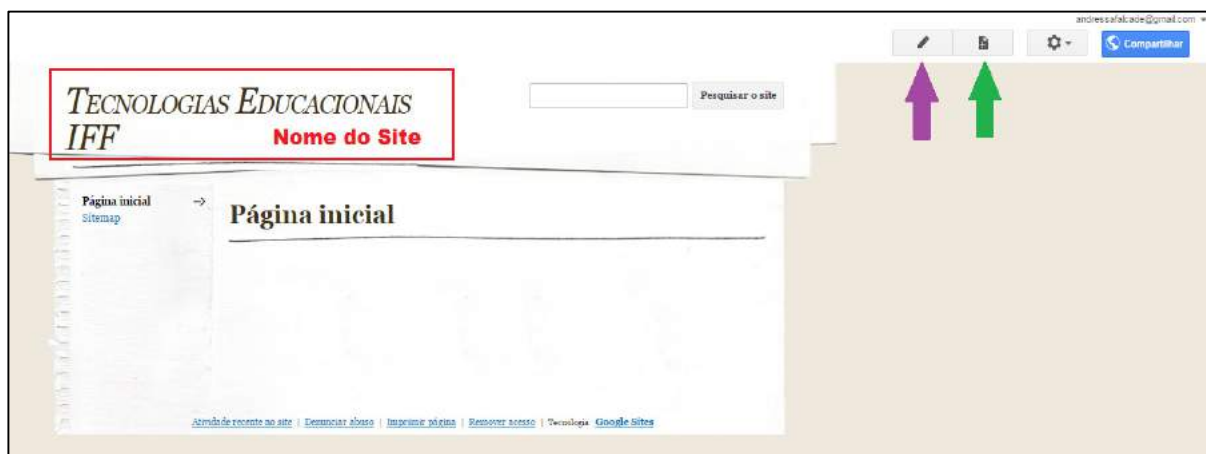 andressafalcade@gmail.com
Compartilhar
TECNOLOGIAS EDUCACIONAIS
IFF
Nome do Site
Pesquisar o site
Página inicial
Sitemap
Página inicial
Atividade recente no site | Denunciar abuso | Imprimir página | Remover acesso | Tecnologia Google Sites